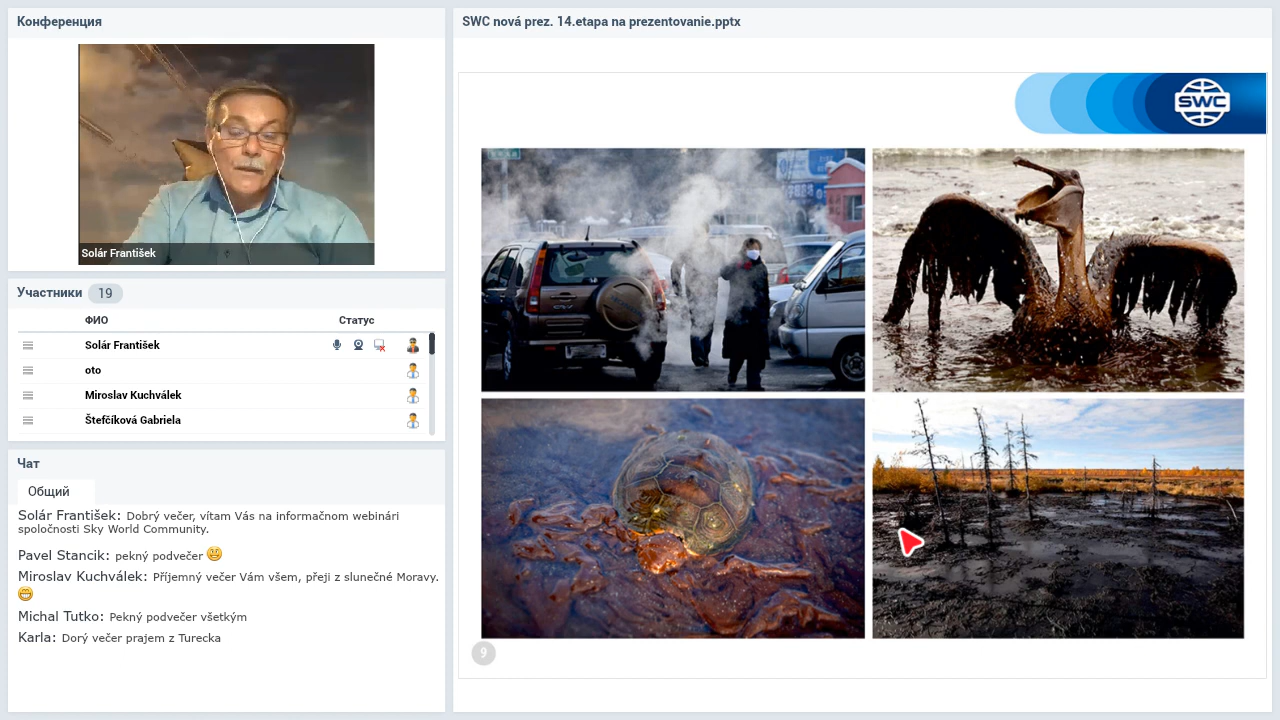 Конференция
Solár František
Участники 19
ФИО Статус
Solár František
oto
Miroslav Kuchválek
Štefčíková Gabriela
Чат
Общий
Solár František: Dobrý večer, vítam Vás na informačnom webinári
spoločnosti Sky World Community.
Pavel Stancik: pekný podvečer
Miroslav Kuchválek: Příjemný večer Vám všem, přeji z slunečné Moravy.
Michal Tutko: Pekný podvečer všetkým
Karla: Dorý večer prajem z Turecka
SWC nová prez. 14.etapa na prezentovanie.pptx
SWC
9